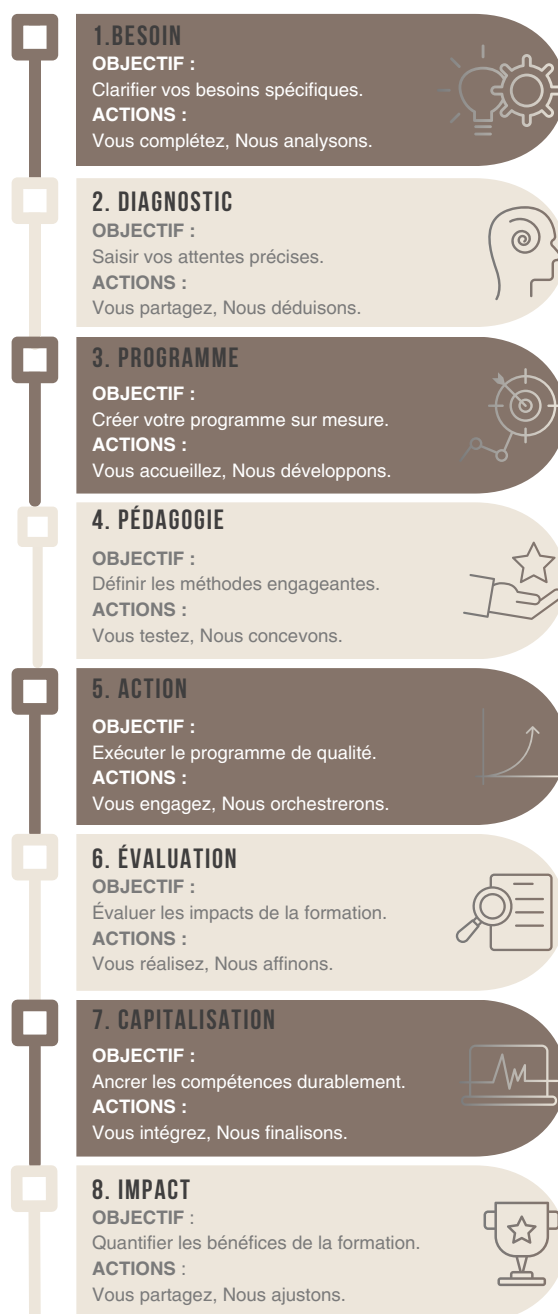 1.BESOIN
OBJECTIF :
Clarifier vos besoins spécifiques.
ACTIONS :
Vous complétez, Nous analysons.
2. DIAGNOSTIC
OBJECTIF :
Saisir vos attentes précises.
ACTIONS :
Vous partagez, Nous déduisons.
3. PROGRAMME
OBJECTIF :
Créer votre programme sur mesure.
ACTIONS :
Vous accueillez, Nous développons.
4. PÉDAGOGIE
OBJECTIF :
Définir les méthodes engageantes.
ACTIONS :
Vous testez, Nous concevons.
5. ACTION
OBJECTIF :
Exécuter le programme de qualité.
ACTIONS :
Vous engagez, Nous orchestrerons.
6. ÉVALUATION
OBJECTIF :
Évaluer les impacts de la formation.
ACTIONS :
Vous réalisez, Nous affinons.
7. CAPITALISATION
OBJECTIF :
Ancrer les compétences durablement.
ACTIONS :
Vous intégrez, Nous finalisons.
8. IMPACT
OBJECTIF :
Quantifier les bénéfices de la formation.
ACTIONS :
Vous partagez, Nous ajustons.